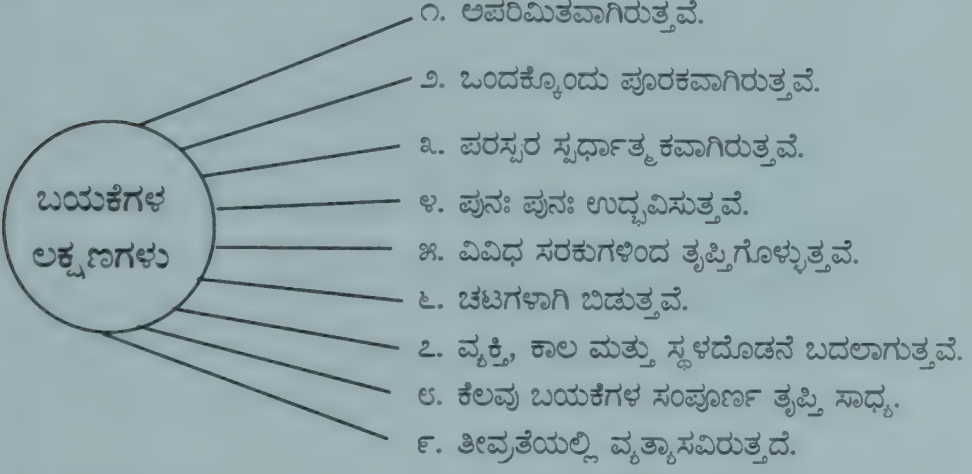 ೧. ಅಪರಿಮಿತವಾಗಿರುತ್ತವೆ.
೨. ಒಂದಕ್ಕೊಂದು ಪೂರಕವಾಗಿರುತ್ತವೆ.
೩. ಪರಸ್ಪರ ಸ್ಪರ್ಧಾತ್ಮಕವಾಗಿರುತ್ತವೆ.
ಬಯಕೆಗಳ
ಲಕ್ಷಣಗಳು
೪. ಪುನಃ ಪುನಃ ಉದ್ಭವಿಸುತ್ತವೆ.
೫. ವಿವಿಧ ಸರಕುಗಳಿಂದ ತೃಪ್ತಿಗೊಳ್ಳುತ್ತವೆ.
೬. ಚಟಗಳಾಗಿ ಬಿಡುತ್ತವೆ.
೭. ವ್ಯಕ್ತಿ, ಕಾಲ ಮತ್ತು ಸ್ಥಳದೊಡನೆ ಬದಲಾಗುತ್ತವೆ.
೮. ಕೆಲವು ಬಯಕೆಗಳ ಸಂಪೂರ್ಣ ತೃಪ್ತಿ ಸಾಧ್ಯ.
೯. ತೀವ್ರತೆಯಲ್ಲಿ ವ್ಯತ್ಯಾಸವಿರುತ್ತದೆ.